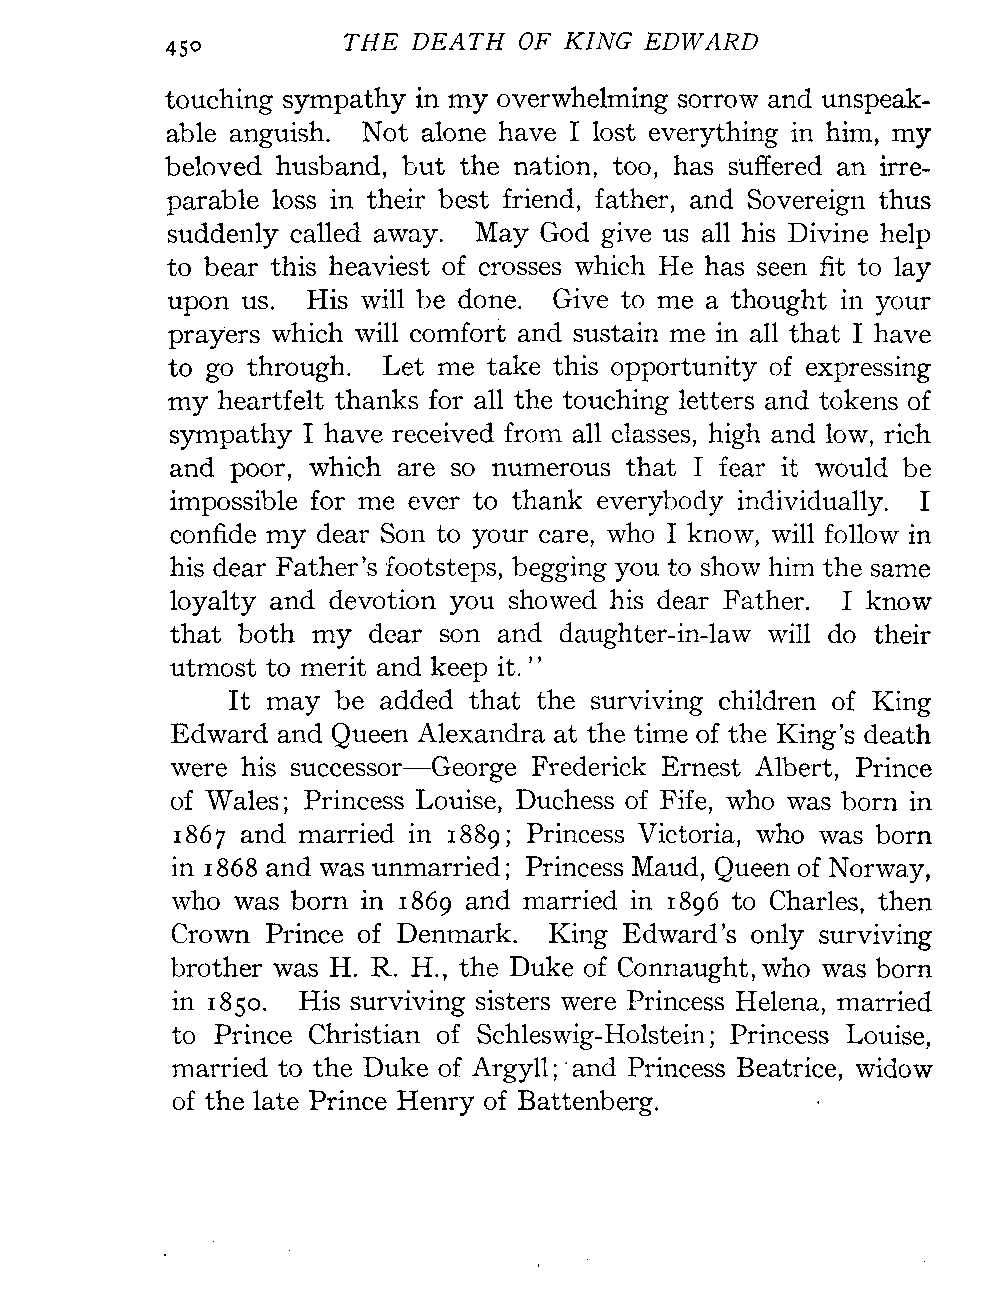 450 THE DEATH OF KING EDWARD
touching sympathy in my overwhelming sorrow and unspeak-
able anguish. Not alone have I lost everything in him, my
beloved husband, but the nation, too, has suffered an irre-
parable loss in their best friend, father, and Sovereign thus
suddenly called away. May God give us all his Divine help
to bear this heaviest of crosses which He has seen fit to lay
upon us. His will be done. Give to me a thought in your
prayers which will comfort and sustain me in all that I have
to go through. Let me take this opportunity of expressing
my heartfelt thanks for all the touching letters and tokens of
sympathy I have received from all classes, high and low, rich
and poor, which are so numerous that I fear it would be
impossible for me ever to thank everybody individually. I
confide my dear Son to your care, who I know, will follow in
his dear Father's footsteps, begging you to show him the same
loyalty and devotion you showed his dear Father. I know
that both my dear son and daughter-in-law will do their
utmost to merit and keep it."
It may be added that the surviving children of King
Edward and Queen Alexandra at the time of the King's death
were his successor—George Frederick Ernest Albert, Prince
of Wales; Princess Louise, Duchess of Fife, who was born in
1867 and married in 1889; Princess Victoria, who was born
in 1868 and was unmarried; Princess Maud, Queen of Norway,
who was born in 1869 and married in 1896 to Charles, then
Crown Prince of Denmark. King Edward's only surviving
brother was H. R. H., the Duke of Connaught, who was born
in 1850. His surviving sisters were Princess Helena, married
to Prince Christian of Schleswig-Holstein; Princess Louise,
married to the Duke of Argyll; and Princess Beatrice, widow
of the late Prince Henry of Battenberg.